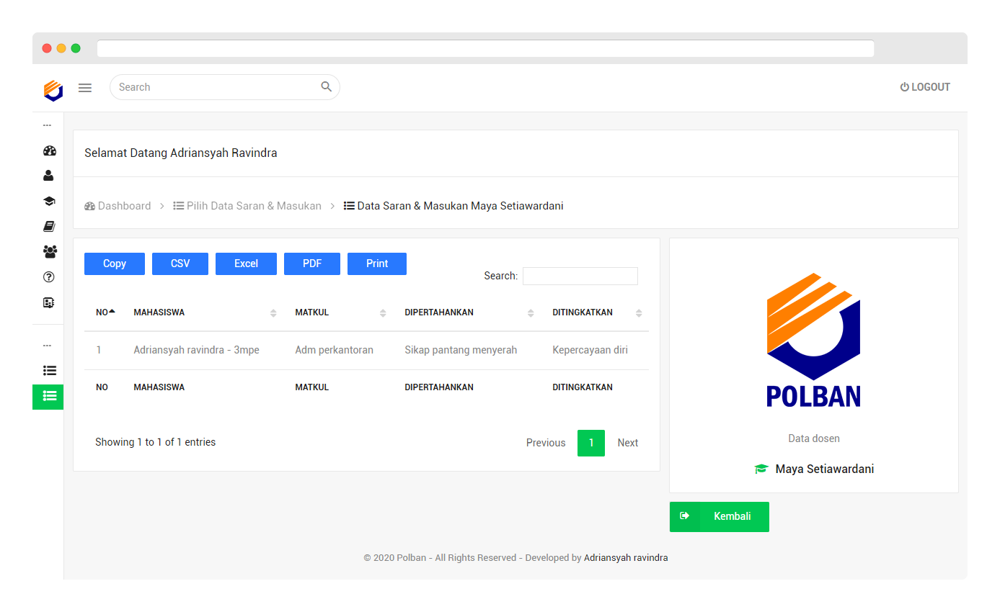 Search
LOGOUT
Selamat Datang Adriansyah Ravindra
Dashboard > Pilih Data Saran & Masukan > Data Saran & Masukan Maya Setiawardani
Copy CSV Excel PDF Print
Search:
NO MAHASISWA MATKUL DIPERTAHANKAN DITINGKATKAN
1 Adriansyah ravindra - 3mpe Adm perkantoran Sikap pantang menyerah Kepercayaan diri
NO MAHASISWA MATKUL DIPERTAHANKAN DITINGKATKAN
Showing 1 to 1 of 1 entries
Previous 1 Next
POLBAN
Data dosen
Maya Setiawardani
Kembali
© 2020 Polban - All Rights Reserved - Developed by Adriansyah ravindra